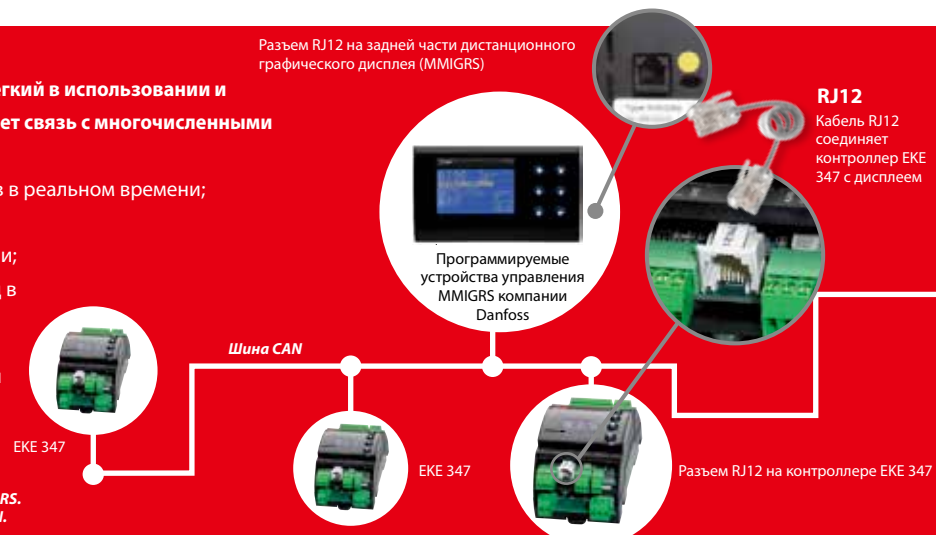 Разъем RJ12 на задней части дистанционного
графического дисплея (MMIGRS)
егкий в использовании и
ет связь с многочисленными
в в реальном времени;
и;
в
RJ12
Кабель RJ12
соединяет
контроллер EKE
347 с дисплеем
Программируемые
устройства управления
MMIGRS компании
Danfoss
Шина CAN
EKE 347
EKE 347
Разъем RJ12 на контроллере EKE 347
RS.